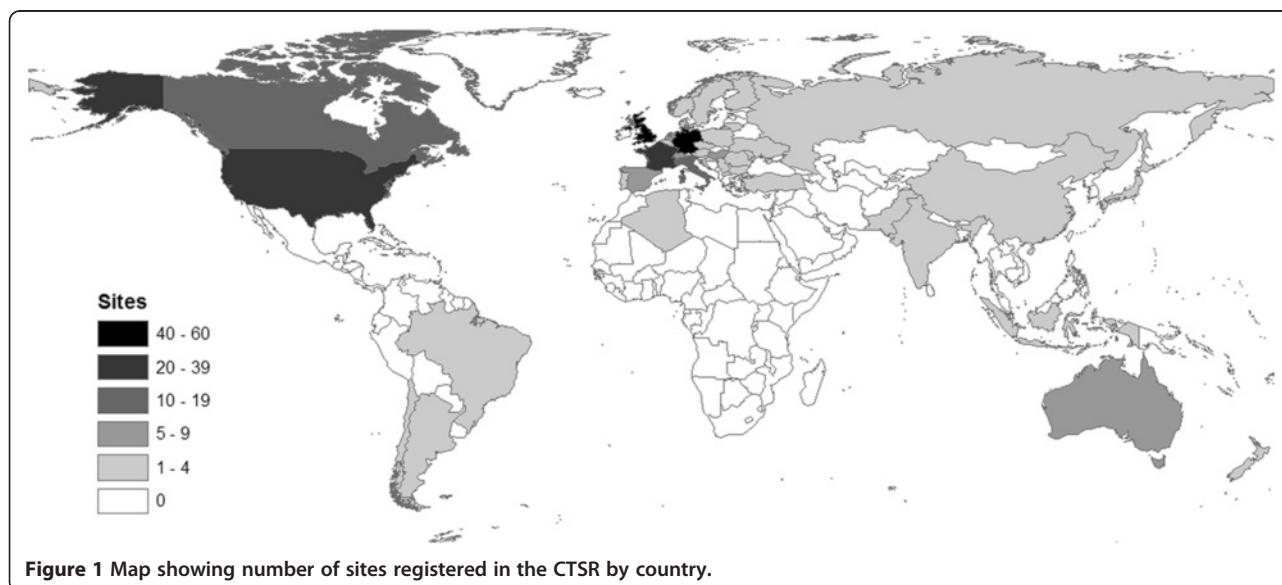 Sites
40 - 60
20 - 39
10 - 19
5 - 9
1 - 4
0
Figure 1 Map showing number of sites registered in the CTSR by country.